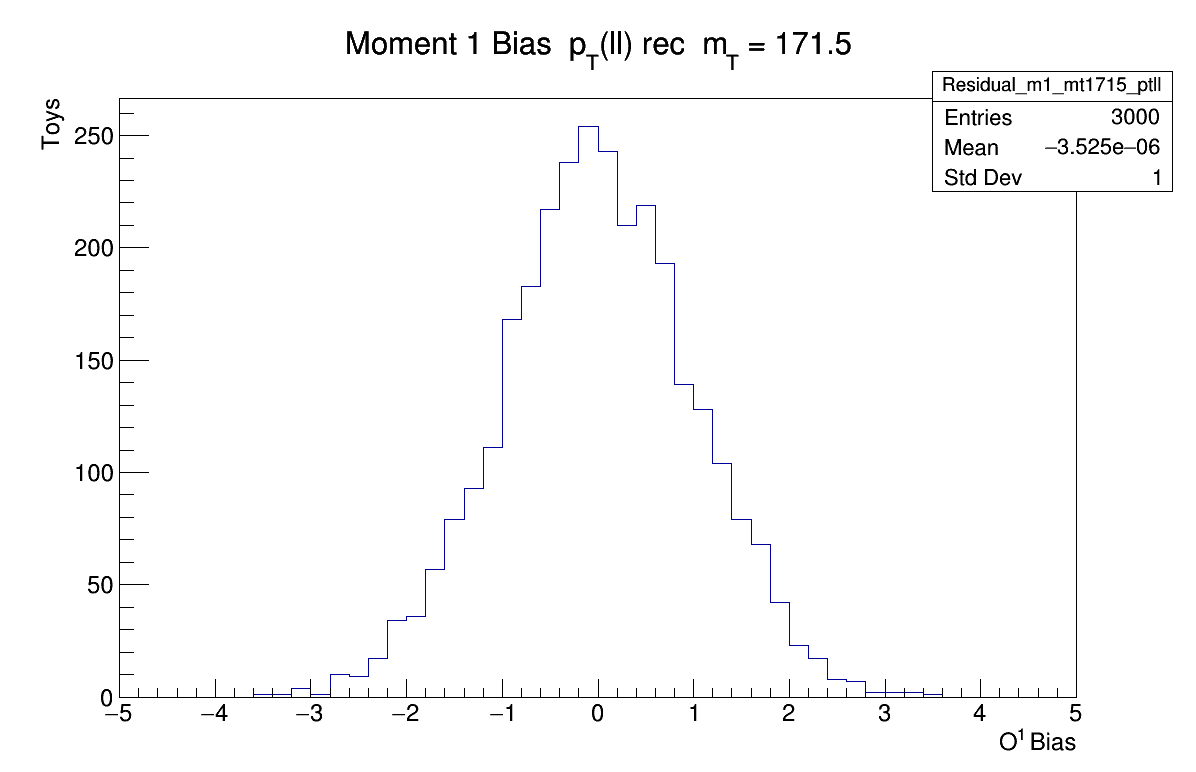 Moment 1 Bias p_T(ll) rec m_T = 171.5
Residual_m1_mt1715_ptll
Entries 3000
Mean −3.525e−06
Std Dev 1
Toys
250
200
150
100
50
0
−5 −4 −3 −2 −1 0 1 2 3 4 5
O^1 Bias